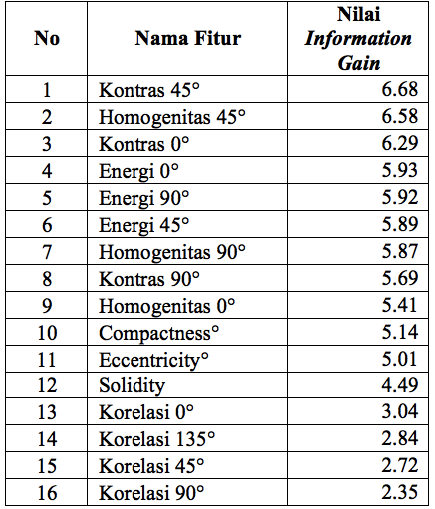 No Nama Fitur Nilai Information Gain
1 Kontras 45° 6.68
2 Homogenitas 45° 6.58
3 Kontras 0° 6.29
4 Energi 0° 5.93
5 Energi 90° 5.92
6 Energi 45° 5.89
7 Homogenitas 90° 5.87
8 Kontras 90° 5.69
9 Homogenitas 0° 5.41
10 Compactness° 5.14
11 Eccentricity° 5.01
12 Solidity 4.49
13 Korelasi 0° 3.04
14 Korelasi 135° 2.84
15 Korelasi 45° 2.72
16 Korelasi 90° 2.35